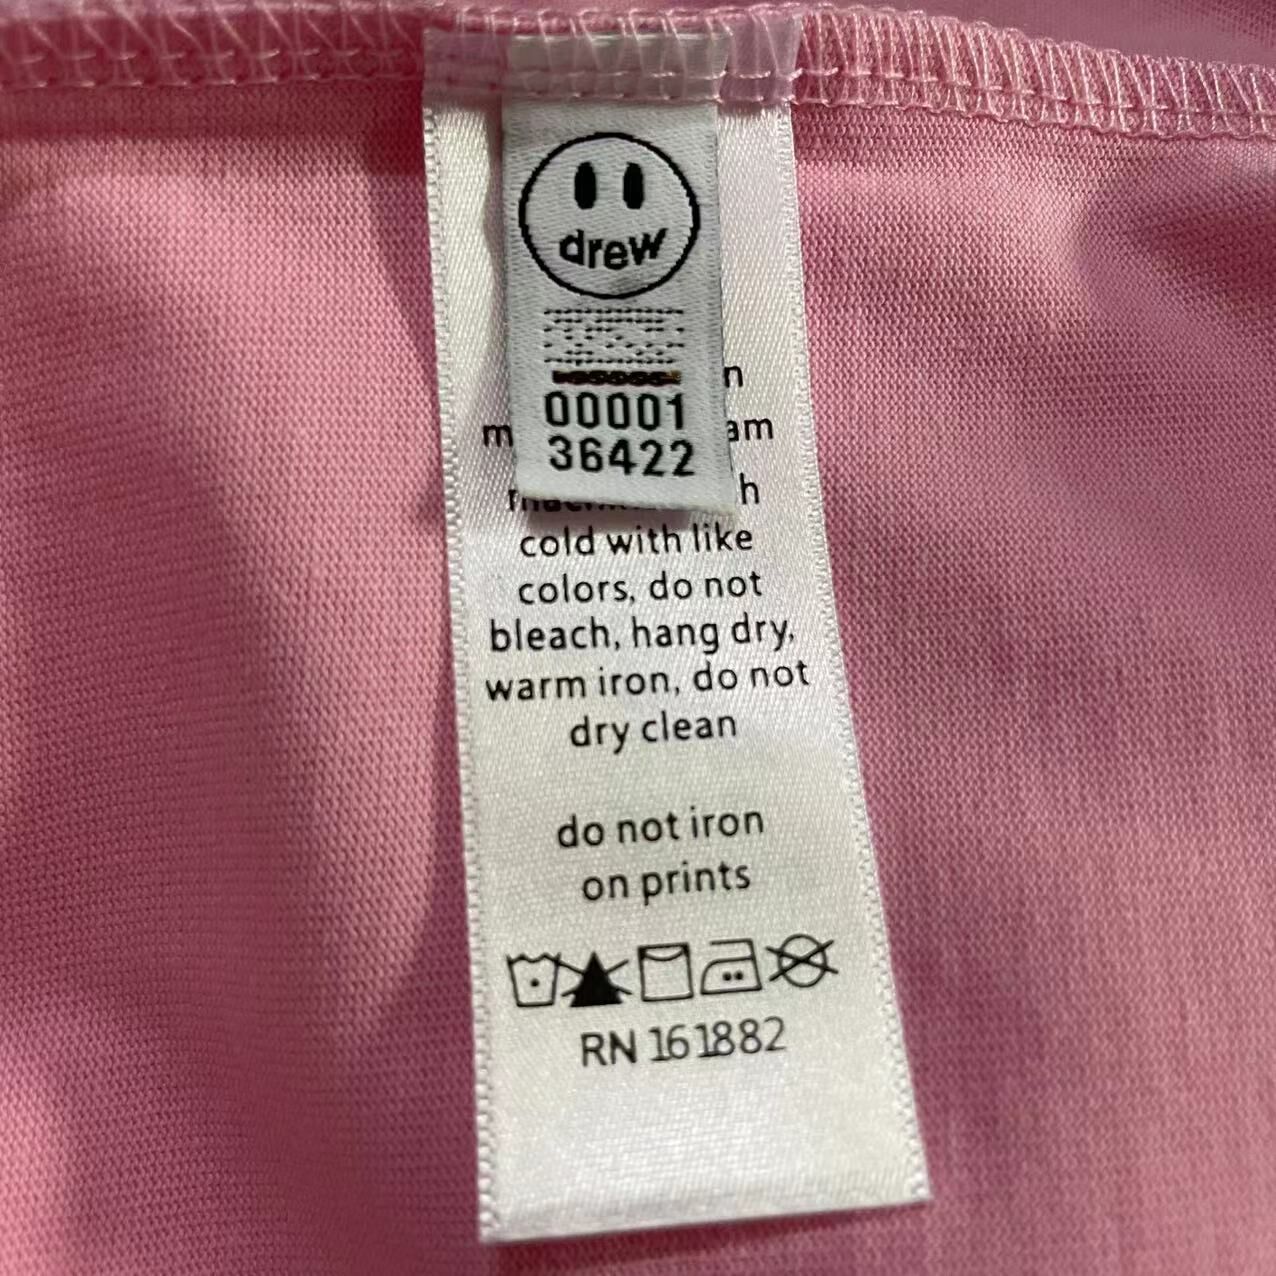 drew
00001
36422
n
m am
h
cold with like
colors, do not
bleach, hang dry,
warm iron, do not
dry clean
do not iron
on prints
RN 161882